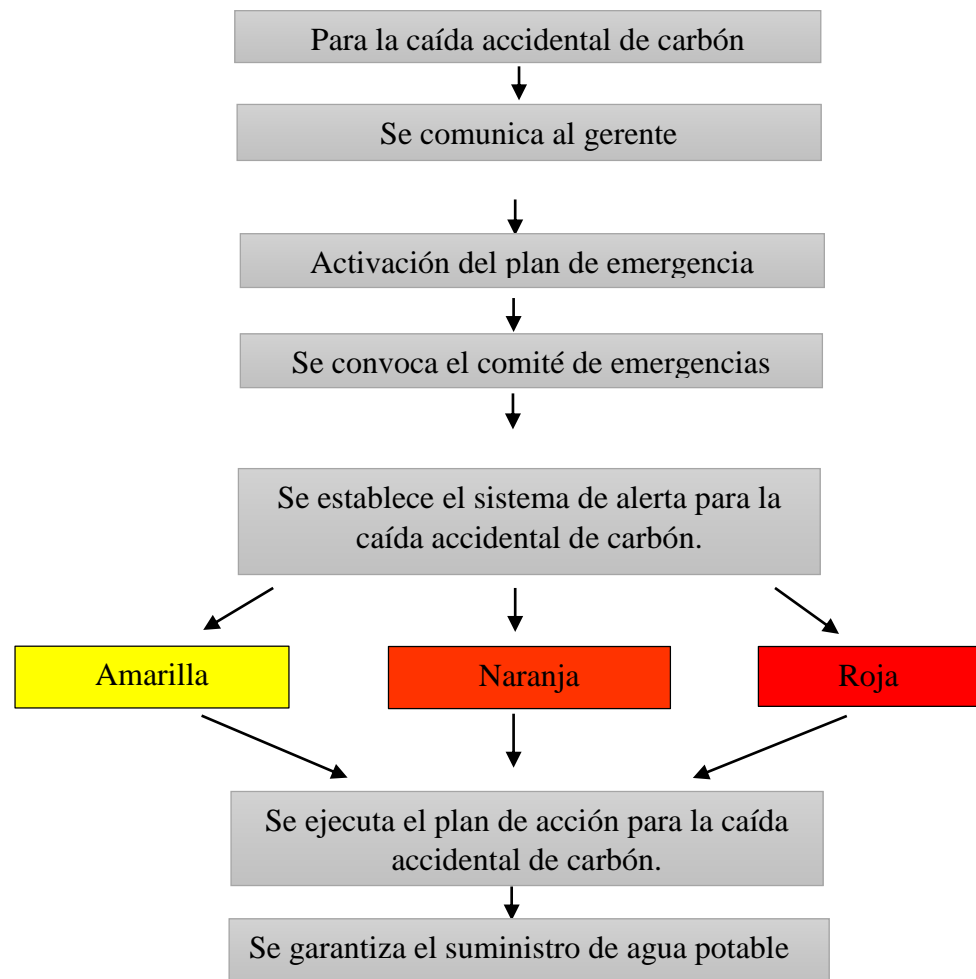 Para la caída accidental de carbón
Se comunica al gerente
Activación del plan de emergencia
Se convoca el comité de emergencias
Se establece el sistema de alerta para la
caída accidental de carbón.
Amarilla
Naranja
Roja
Se ejecuta el plan de acción para la caída
accidental de carbón.
Se garantiza el suministro de agua potable